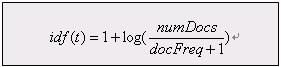 idf(t) = 1+log(numDocs/(docFreq+1))↵